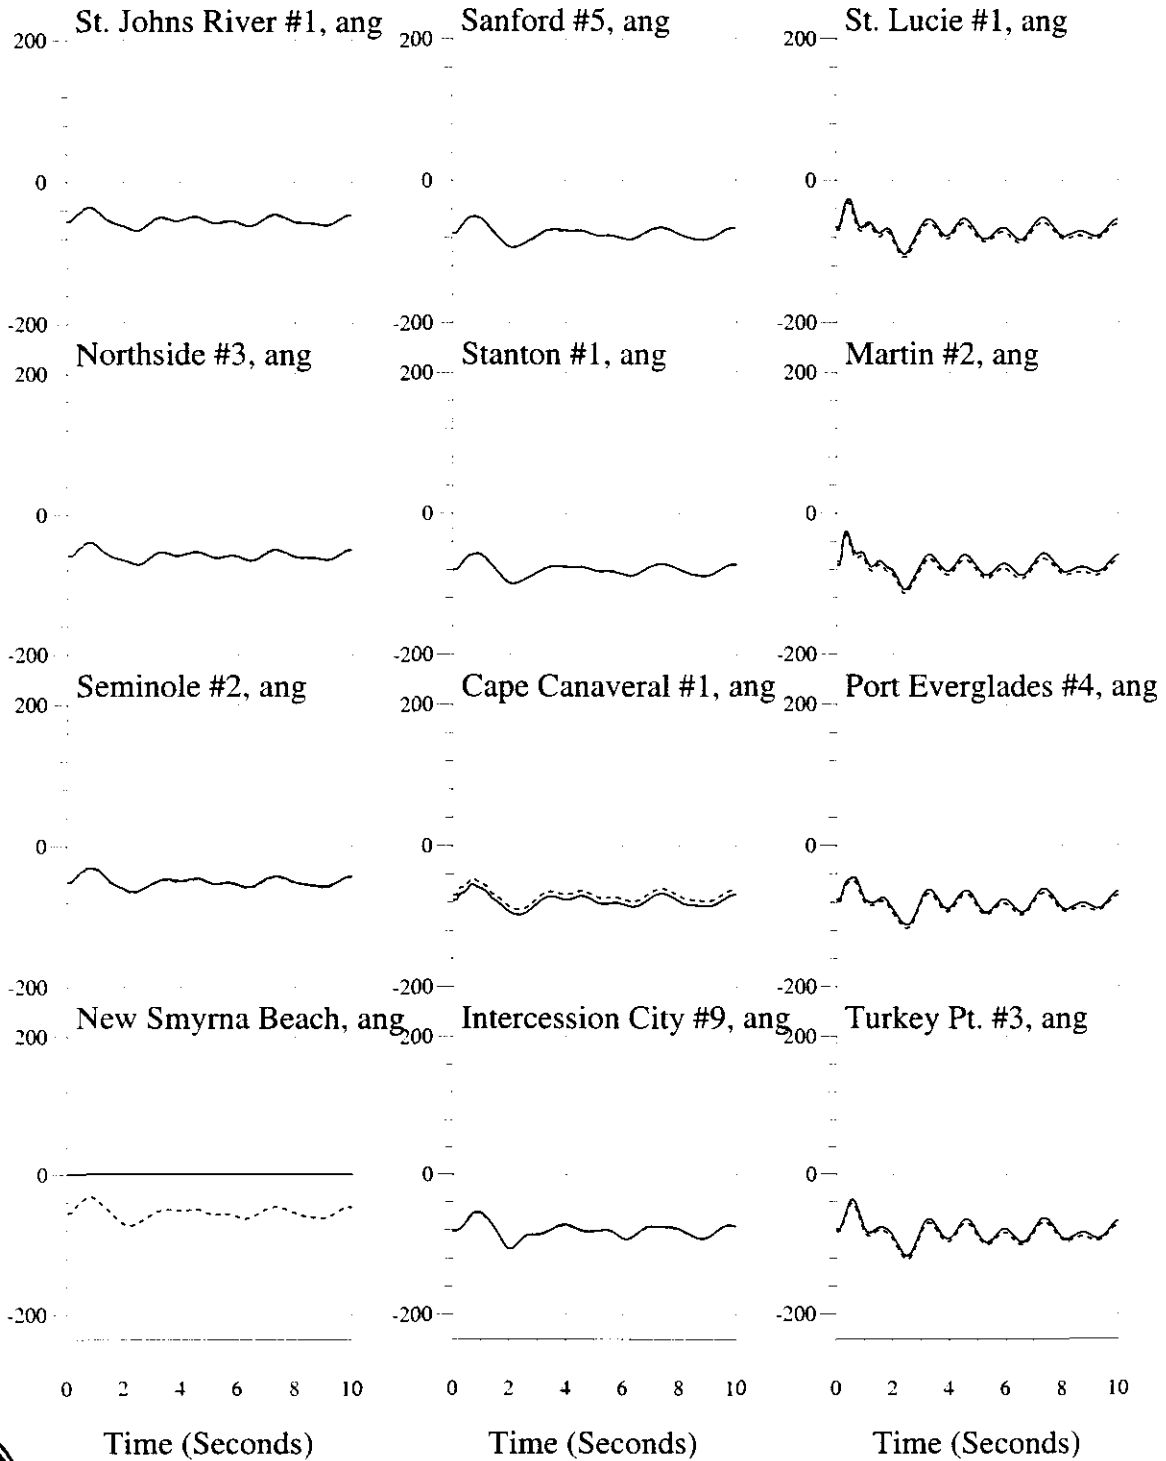 St. Johns River #1, ang
200
0
-200
Northside #3, ang
200
0
-200
Seminole #2, ang
200
0
-200
New Smyrna Beach, ang
200
0
-200
0 2 4 6 8 10
Time (Seconds)
Sanford #5, ang
200
0
-200
Stanton #1, ang
200
0
-200
Cape Canaveral #1, ang
200
0
-200
Intercession City #9, ang
200
0
-200
0 2 4 6 8 10
Time (Seconds)
St. Lucie #1, ang
200
0
-200
Martin #2, ang
200
0
-200
Port Everglades #4, ang
200
0
-200
Turkey Pt. #3, ang
200
0
-200
0 2 4 6 8 10
Time (Seconds)